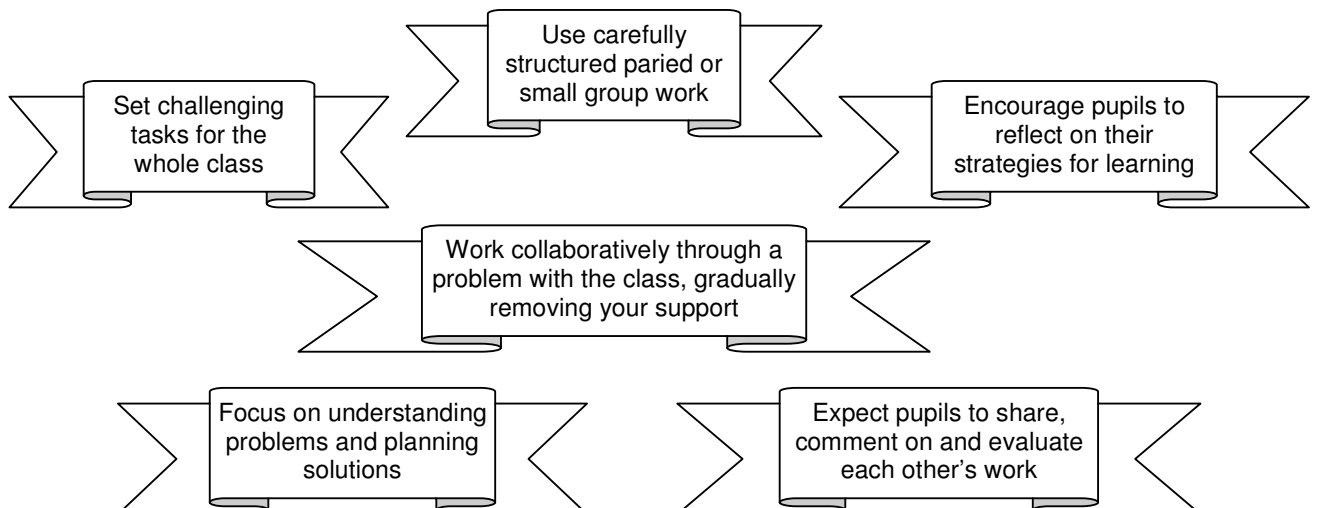 Use carefully
structured paried or
small group work
Set challenging
tasks for the
whole class
Encourage pupils to
reflect on their
strategies for learning
Work collaboratively through a
problem with the class, gradually
removing your support
Focus on understanding
problems and planning
solutions
Expect pupils to share,
comment on and evaluate
each other's work